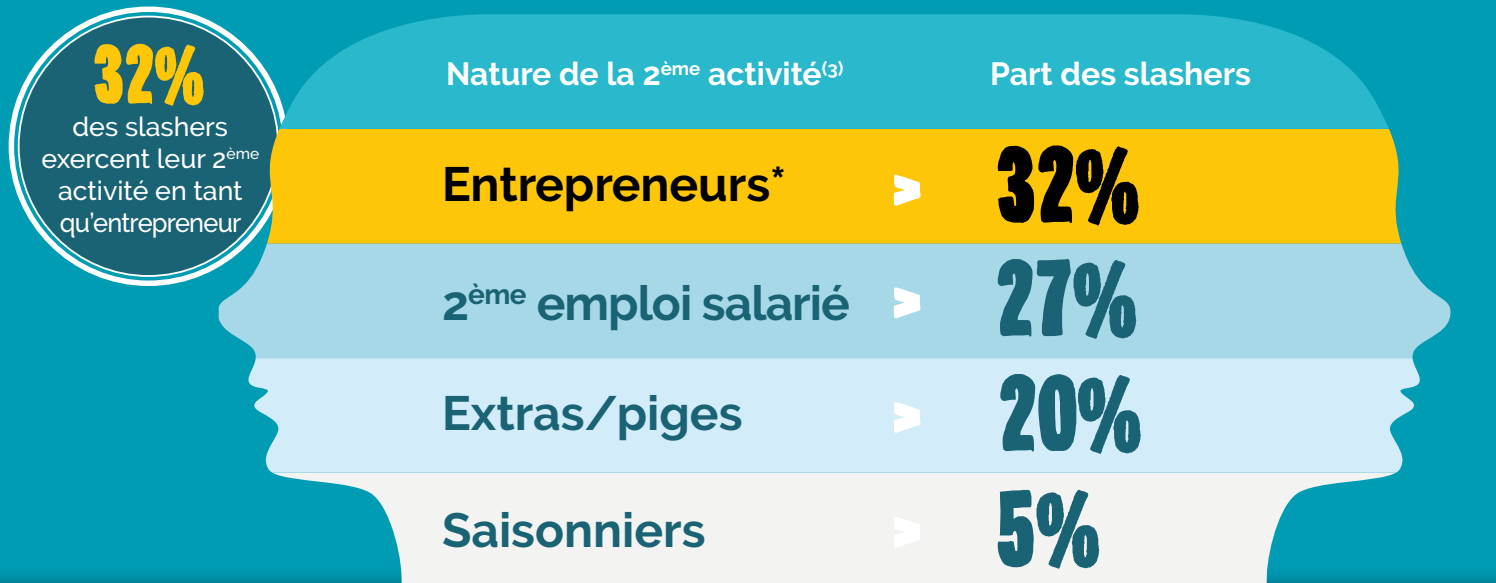 32%
des slashers
exercent leur 2ème
activité en tant
qu'entrepreneur
Nature de la 2ème activité(3) Part des slashers
Entrepreneurs* > 32%
2ème emploi salarié > 27%
Extras/piges > 20%
Saisonniers > 5%